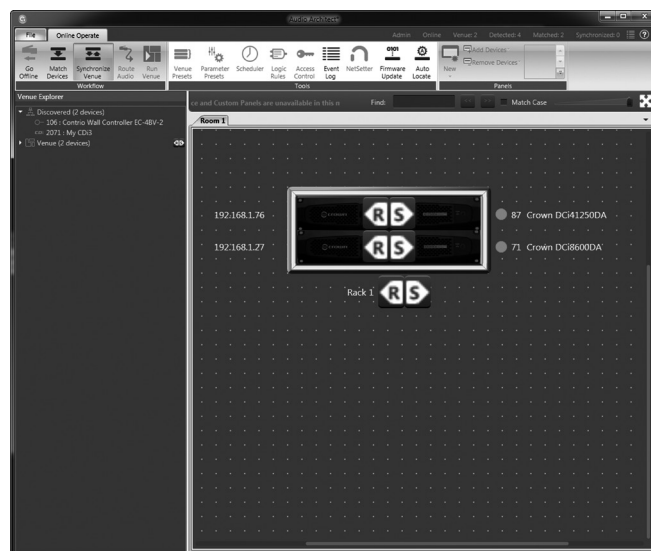 Audio Architect
File Online Operate Admin Online Venue: 2 Detected: 4 Matched: 2 Synchronized: 0
Go Offline
Match Devices
Synchronize Venue
Route Audio
Run Venue
Venue Presets
Parameter Presets
Scheduler
Logic Rules
Access Control
Event Log
NetSetter
Firmware Update
Auto Locate
New
Add Devices
Remove Devices
Workflow Tools Panels
Venue Explorer
ce and Custom Panels are unavailable in this n Find: Match Case
Discovered (2 devices)
106 : Contrio Wall Controller EC-4BV-2
2071 : My CDi3
Venue (2 devices)
Room 1
192.168.1.76 crown R S 87 Crown DCi41250DA
192.168.1.27 crown R S 71 Crown DCi8600DA
Rack 1 R S